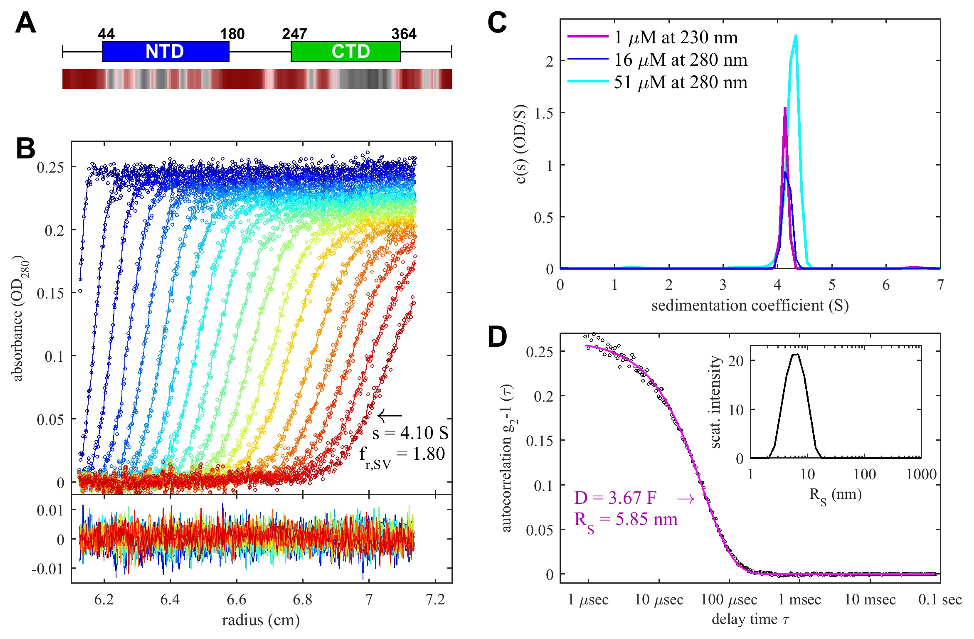 A
44 180 247 364
NTD CTD
B
0.25
0.2
0.15
0.1
0.05
0
absorbance (OD280)
s = 4.10 S
fr,SV = 1.80
0.01
0
-0.01
6.2 6.4 6.6 6.8 7 7.2
radius (cm)
C
1 μM at 230 nm
16 μM at 280 nm
51 μM at 280 nm
2
1.5
1
0.5
0
c(s) (OD/S)
0 1 2 3 4 5 6 7
sedimentation coefficient (S)
D
0.25
0.2
0.15
0.1
0.05
0
autocorrelation g2-1 (τ)
D = 3.67 F →
RS = 5.85 nm
20
10
0
scat. intensity
1 10 100 1000
RS (nm)
1 μsec 10 μsec 100 μsec 1 msec 10 msec 0.1 sec
delay time τ